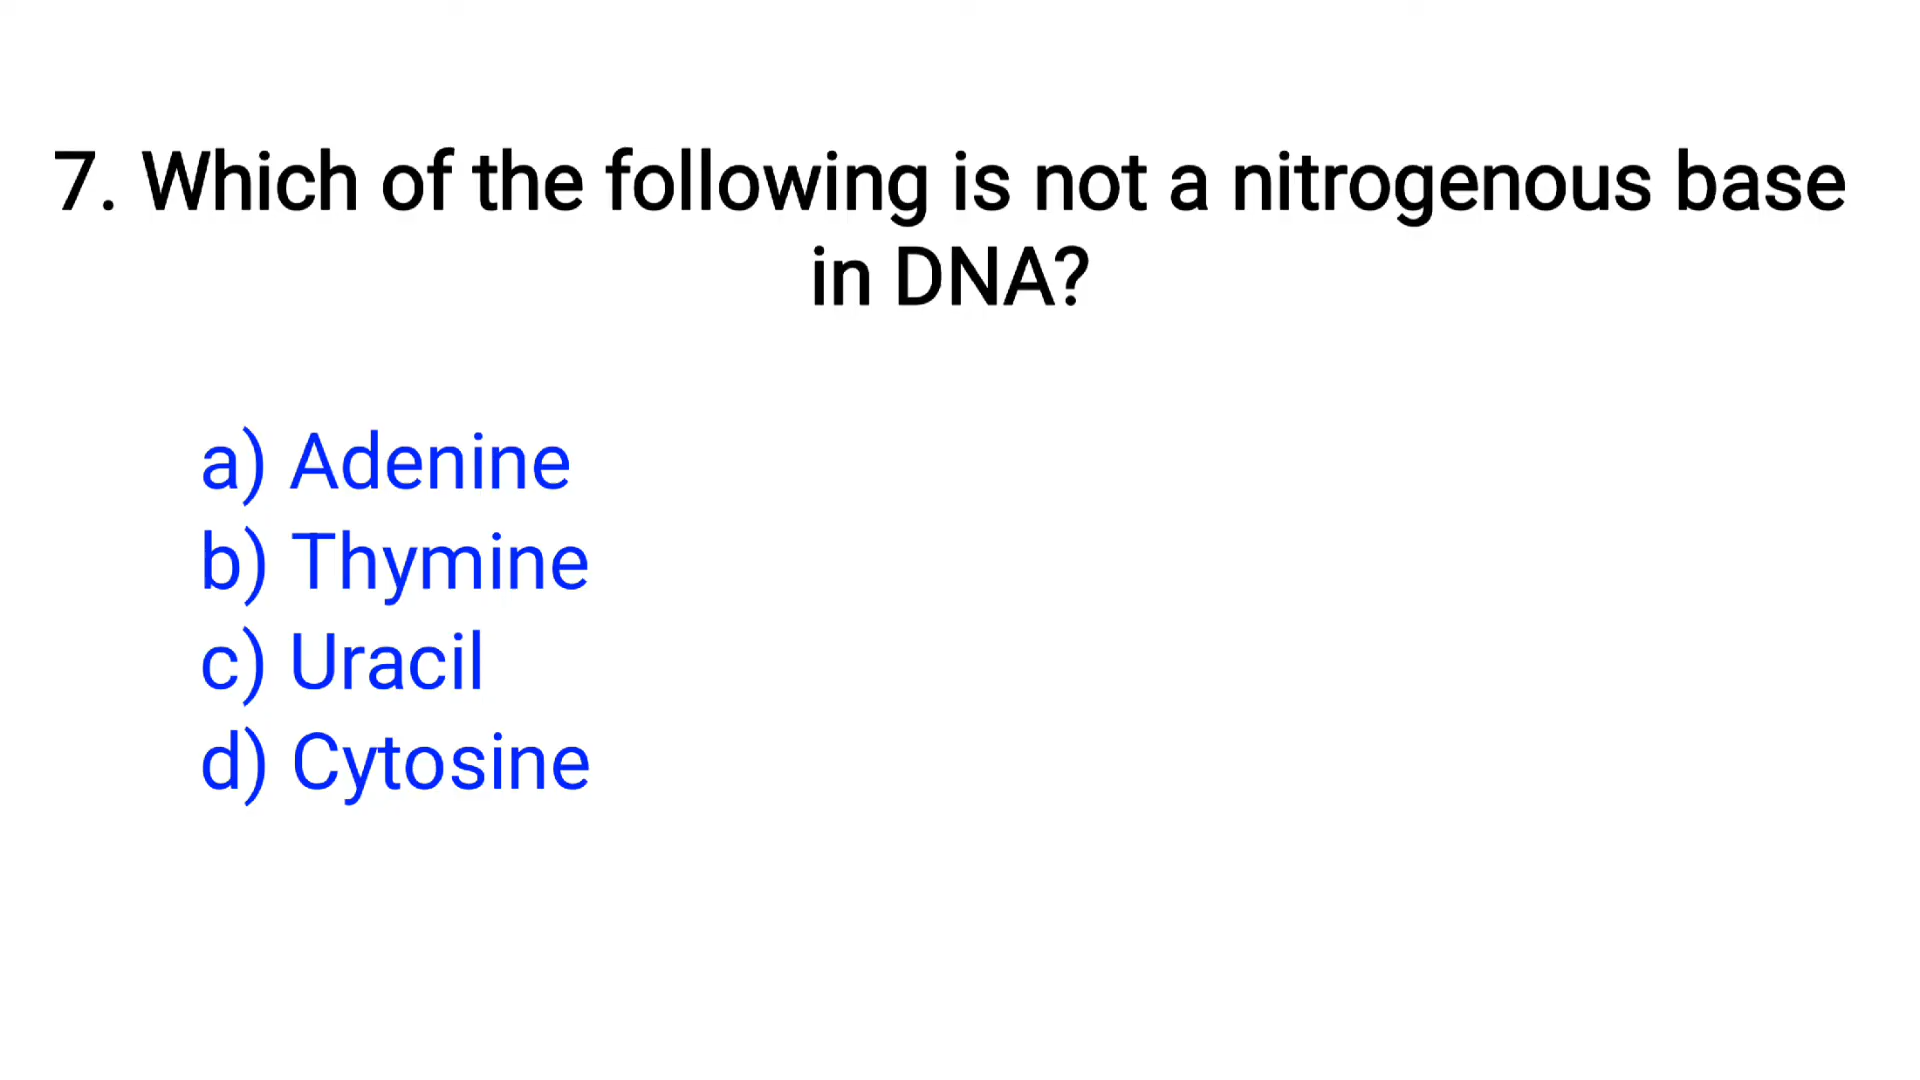 7. Which of the following is not a nitrogenous base
in DNA?
a) Adenine
b) Thymine
c) Uracil
d) Cytosine